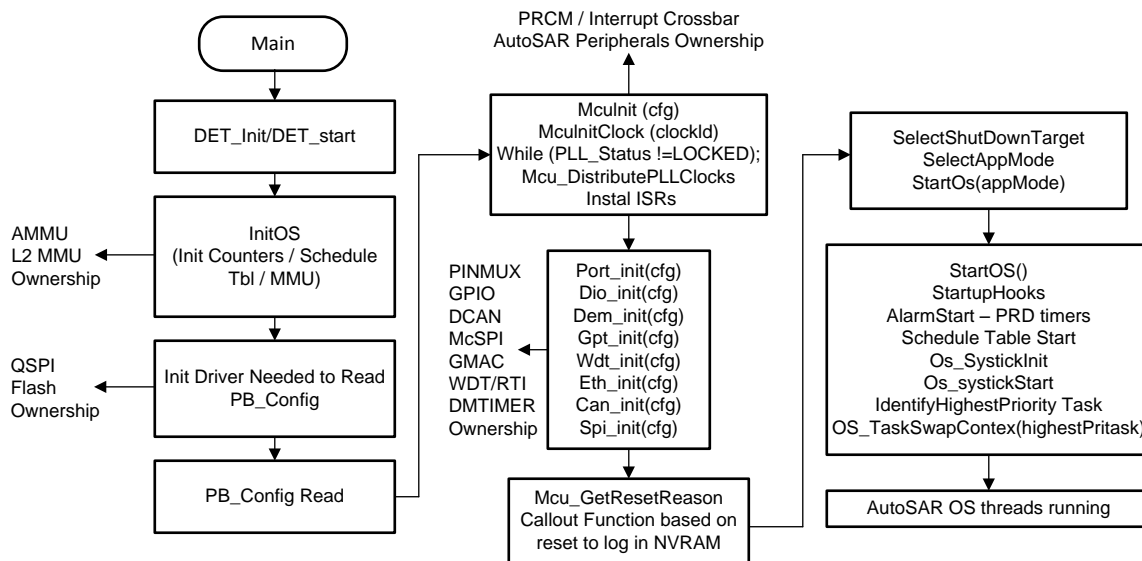 Main
DET_Init/DET_start
AMMU
L2 MMU
Ownership
InitOS
(Init Counters / Schedule
Tbl / MMU)
QSPI
Flash
Ownership
Init Driver Needed to Read
PB_Config
PB_Config Read
PRCM / Interrupt Crossbar
AutoSAR Peripherals Ownership
McuInit (cfg)
McuInitClock (clockId)
While (PLL_Status !=LOCKED);
Mcu_DistributePLLClocks
Instal ISRs
PINMUX
GPIO
DCAN
McSPI
GMAC
WDT/RTI
DMTIMER
Ownership
Port_init(cfg)
Dio_init(cfg)
Dem_init(cfg)
Gpt_init(cfg)
Wdt_init(cfg)
Eth_init(cfg)
Can_init(cfg)
Spi_init(cfg)
Mcu_GetResetReason
Callout Function based on
reset to log in NVRAM
SelectShutDownTarget
SelectAppMode
StartOs(appMode)
StartOS()
StartupHooks
AlarmStart – PRD timers
Schedule Table Start
Os_SystickInit
Os_systickStart
IdentifyHighestPriority Task
OS_TaskSwapContex(highestPritask)
AutoSAR OS threads running